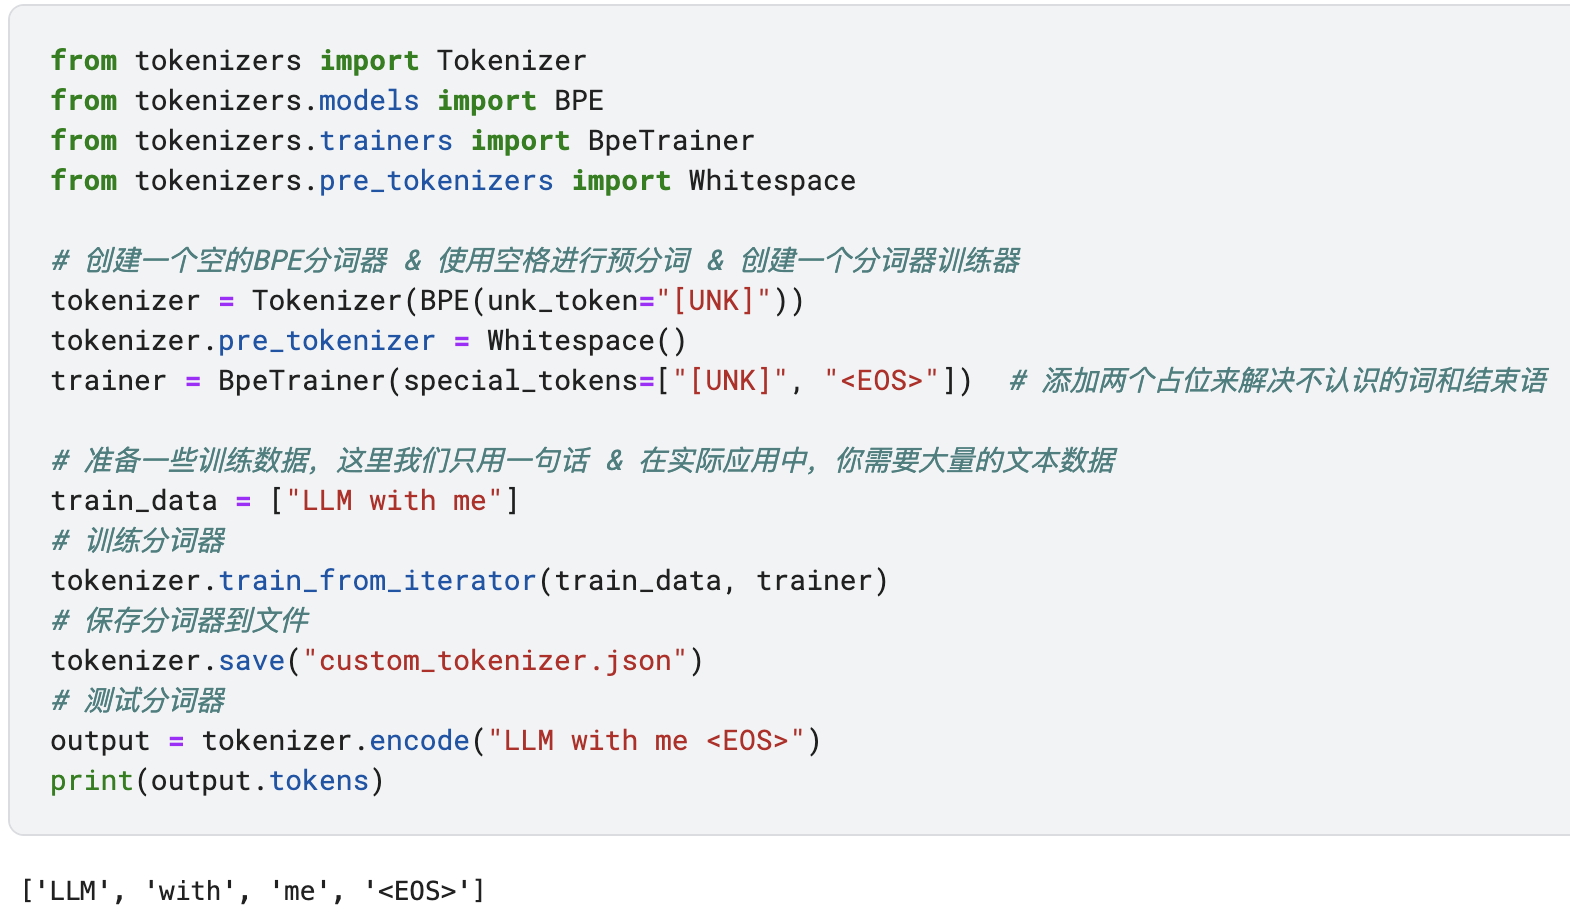 from tokenizers import Tokenizer
from tokenizers.models import BPE
from tokenizers.trainers import BpeTrainer
from tokenizers.pre_tokenizers import Whitespace
# 创建一个空的BPE分词器 & 使用空格进行预分词 & 创建一个分词器训练器
tokenizer = Tokenizer(BPE(unk_token="[UNK]"))
tokenizer.pre_tokenizer = Whitespace()
trainer = BpeTrainer(special_tokens=["[UNK]", "<EOS>"])  # 添加两个占位来解决不认识的词和结束语
# 准备一些训练数据, 这里我们只用一句话 & 在实际应用中, 你需要大量的文本数据
train_data = ["LLM with me"]
# 训练分词器
tokenizer.train_from_iterator(train_data, trainer)
# 保存分词器到文件
tokenizer.save("custom_tokenizer.json")
# 测试分词器
output = tokenizer.encode("LLM with me <EOS>")
print(output.tokens)
['LLM', 'with', 'me', '<EOS>']